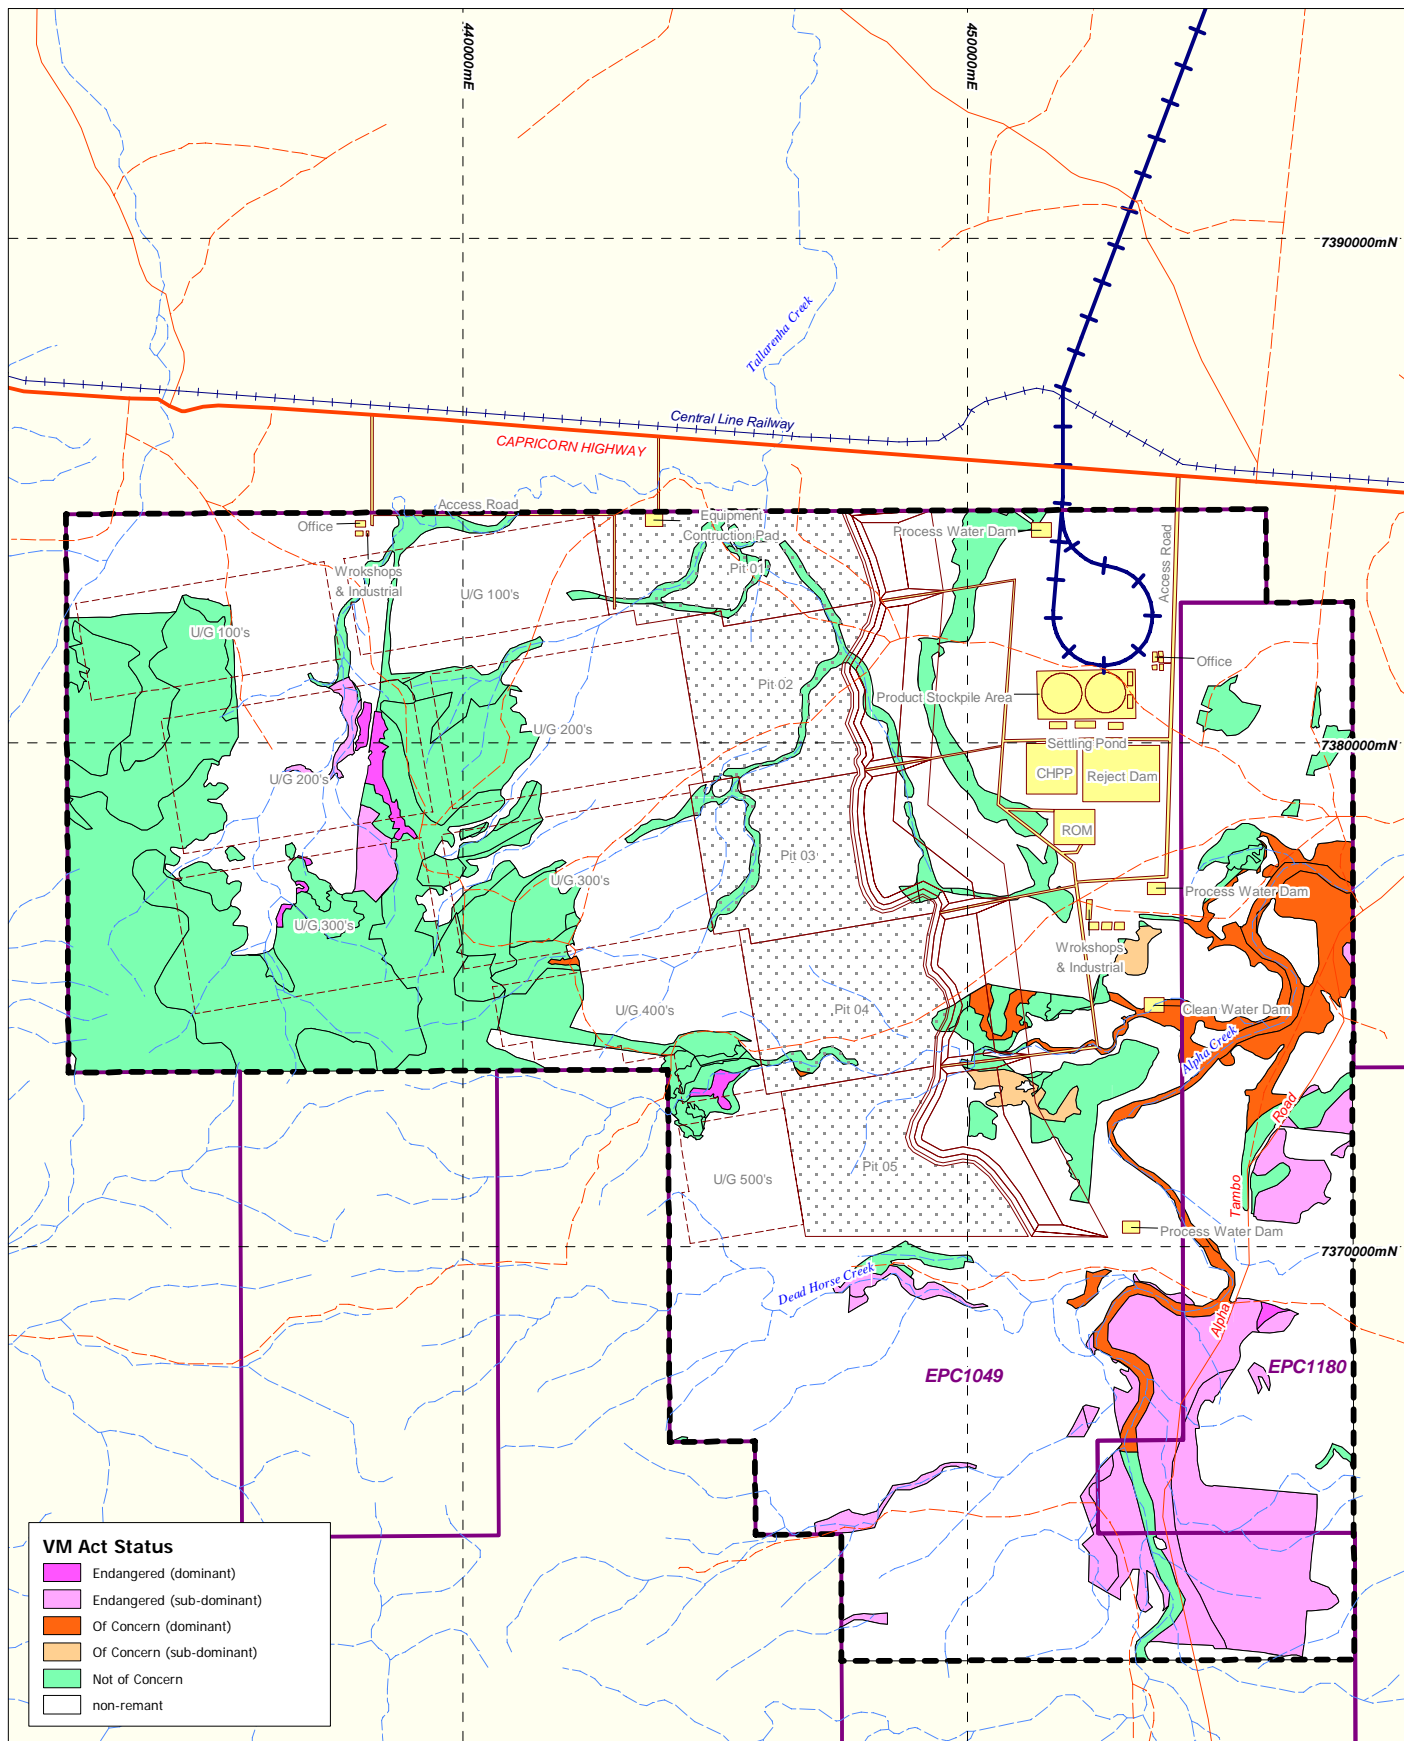 440000mE
450000mE
7390000mN
Tallarenha Creek
Central Line Railway
CAPRICORN HIGHWAY
Access Road
Office
Equipment
Contruction Pad
Process Water Dam
Access Road
Wrokshops
& Industrial
Pit 01
U/G 100's
U/G 100's
Office
Pit 02
Product Stockpile Area
U/G 200's
Settling Pond
7380000mN
U/G 200's
CHPP
Reject Dam
ROM
Pit 03
U/G 300's
Process Water Dam
U/G 300's
Wrokshops
& Industrial
U/G 400's
Pit 04
Clean Water Dam
Alpha Creek
Road
Pit 05
U/G 500's
Tambo
Process Water Dam
7370000mN
Dead Horse Creek
Alpha
EPC1049
EPC1180
VM Act Status
Endangered (dominant)
Endangered (sub-dominant)
Of Concern (dominant)
Of Concern (sub-dominant)
Not of Concern
non-remant